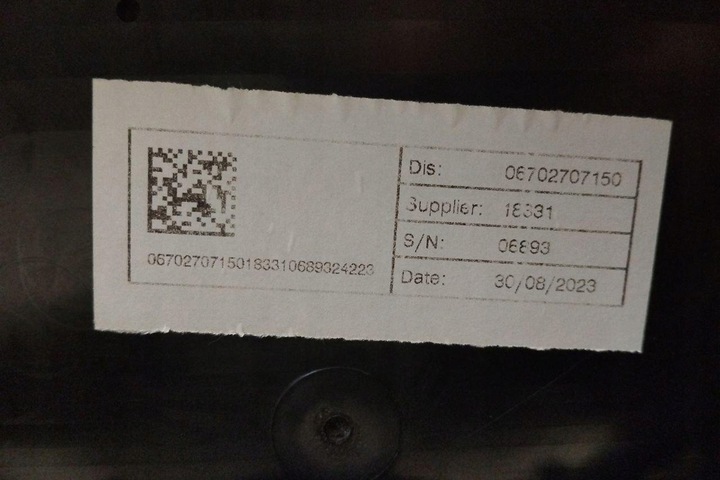 Dis: 06702707150
Supplier: 18331
S/N: 06893
Date: 30/08/2023
06702707150183310689324223